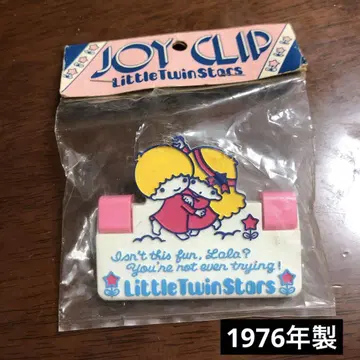 JOY CLIP
LittleTwinStars
Isn't this fun, Lala?
You're not even trying!
LittleTwinStars
1976年製